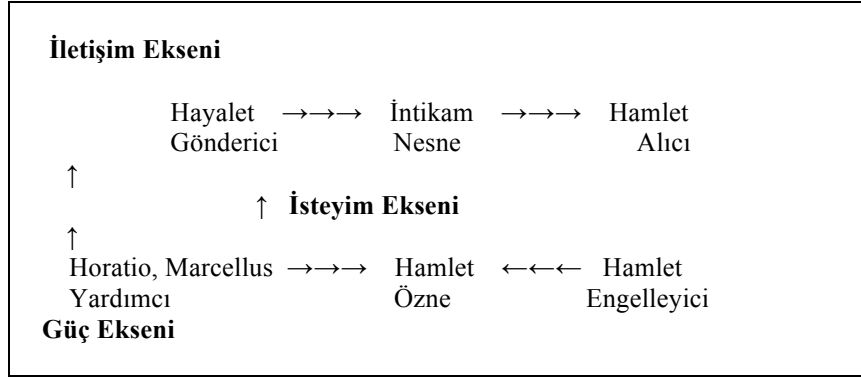 İletişim Ekseni
Hayalet →→→ İntikam →→→ Hamlet
Gönderici Nesne Alıcı
↑
↑ İsteyim Ekseni
↑
Horatio, Marcellus →→→ Hamlet ←←← Hamlet
Yardımcı Özne Engelleyici
Güç Ekseni